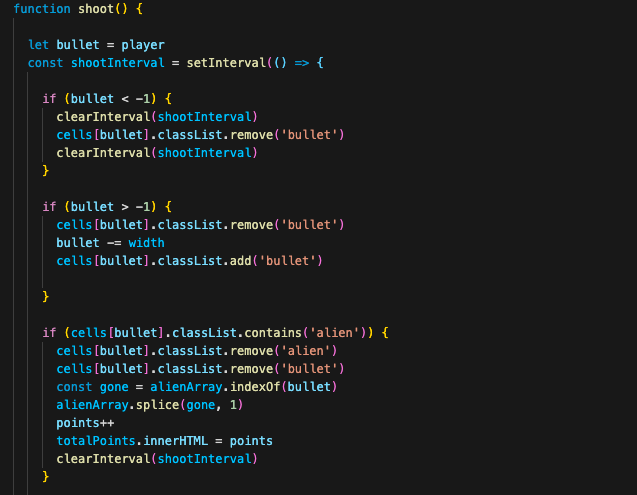 function shoot() {
let bullet = player
const shootInterval = setInterval(() => {
if (bullet < -1) {
clearInterval(shootInterval)
cells[bullet].classList.remove('bullet')
clearInterval(shootInterval)
}
if (bullet > -1) {
cells[bullet].classList.remove('bullet')
bullet -= width
cells[bullet].classList.add('bullet')
}
if (cells[bullet].classList.contains('alien')) {
cells[bullet].classList.remove('alien')
cells[bullet].classList.remove('bullet')
const gone = alienArray.indexOf(bullet)
alienArray.splice(gone, 1)
points++
totalPoints.innerHTML = points
clearInterval(shootInterval)
}